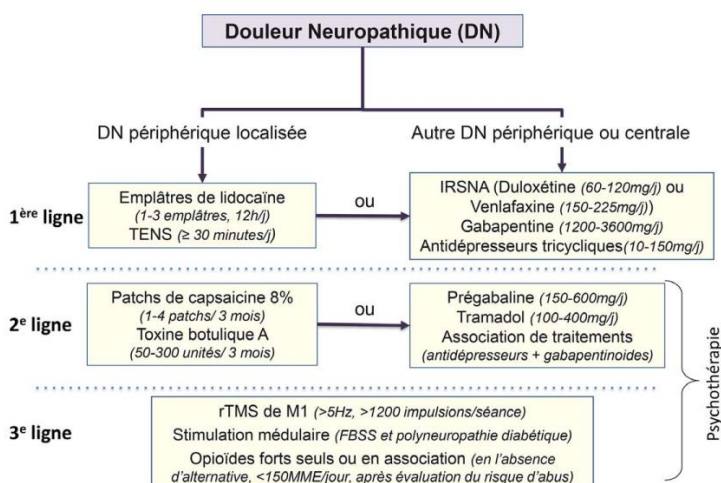 Douleur Neuropathique (DN)
DN périphérique localisée
Autre DN périphérique ou centrale
1ère ligne
Emplâtres de lidocaïne
(1-3 emplâtres, 12h/j)
TENS (≥ 30 minutes/j)
ou
IRSNA (Duloxétine (60-120mg/j) ou
Venlafaxine (150-225mg/j))
Gabapentine (1200-3600mg/j)
Antidépresseurs tricycliques(10-150mg/j)
2e ligne
Patchs de capsaicine 8%
(1-4 patchs/ 3 mois)
Toxine botulique A
(50-300 unités/ 3 mois)
ou
Prégabaline (150-600mg/j)
Tramadol (100-400mg/j)
Association de traitements
(antidépresseurs + gabapentinoides)
3e ligne
rTMS de M1 (>5Hz, >1200 impulsions/séance)
Stimulation médulaire (FBSS et polyneuropathie diabétique)
Opioïdes forts seuls ou en association (en l'absence
d'alternative, <150MME/jour, après évaluation du risque d'abus)
Psychothérapie